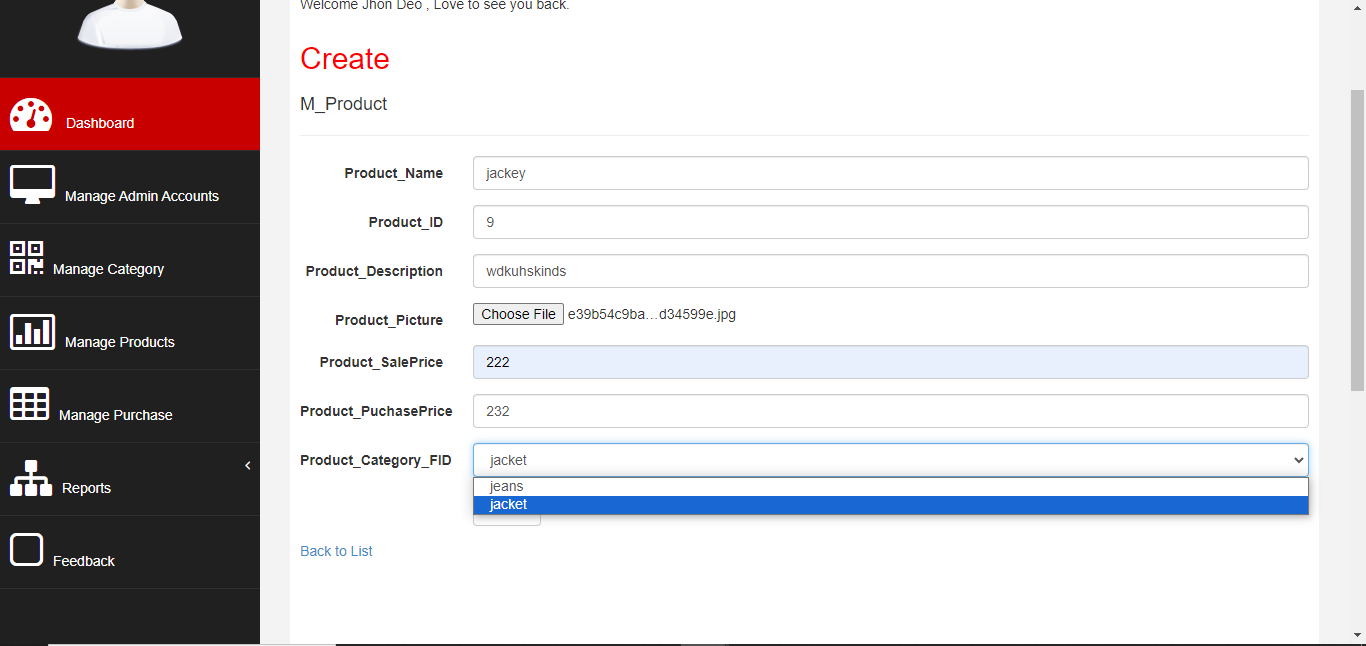 Welcome Jhon Deo , Love to see you back.
Create
M_Product
Dashboard
Manage Admin Accounts
Manage Category
Manage Products
Manage Purchase
Reports
Feedback
Product_Name jackey
Product_ID 9
Product_Description wdkuhskinds
Product_Picture Choose File e39b54c9ba…d34599e.jpg
Product_SalePrice 222
Product_PuchasePrice 232
Product_Category_FID jacket
jeans
jacket
Back to List